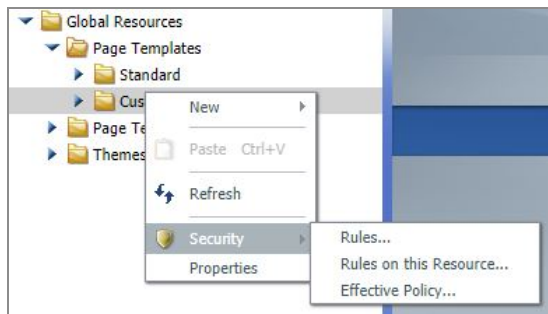 Global Resources
Page Templates
Standard
Cus
Page Te
Themes
New
Paste Ctrl+V
Refresh
Security
Properties
Rules...
Rules on this Resource...
Effective Policy...